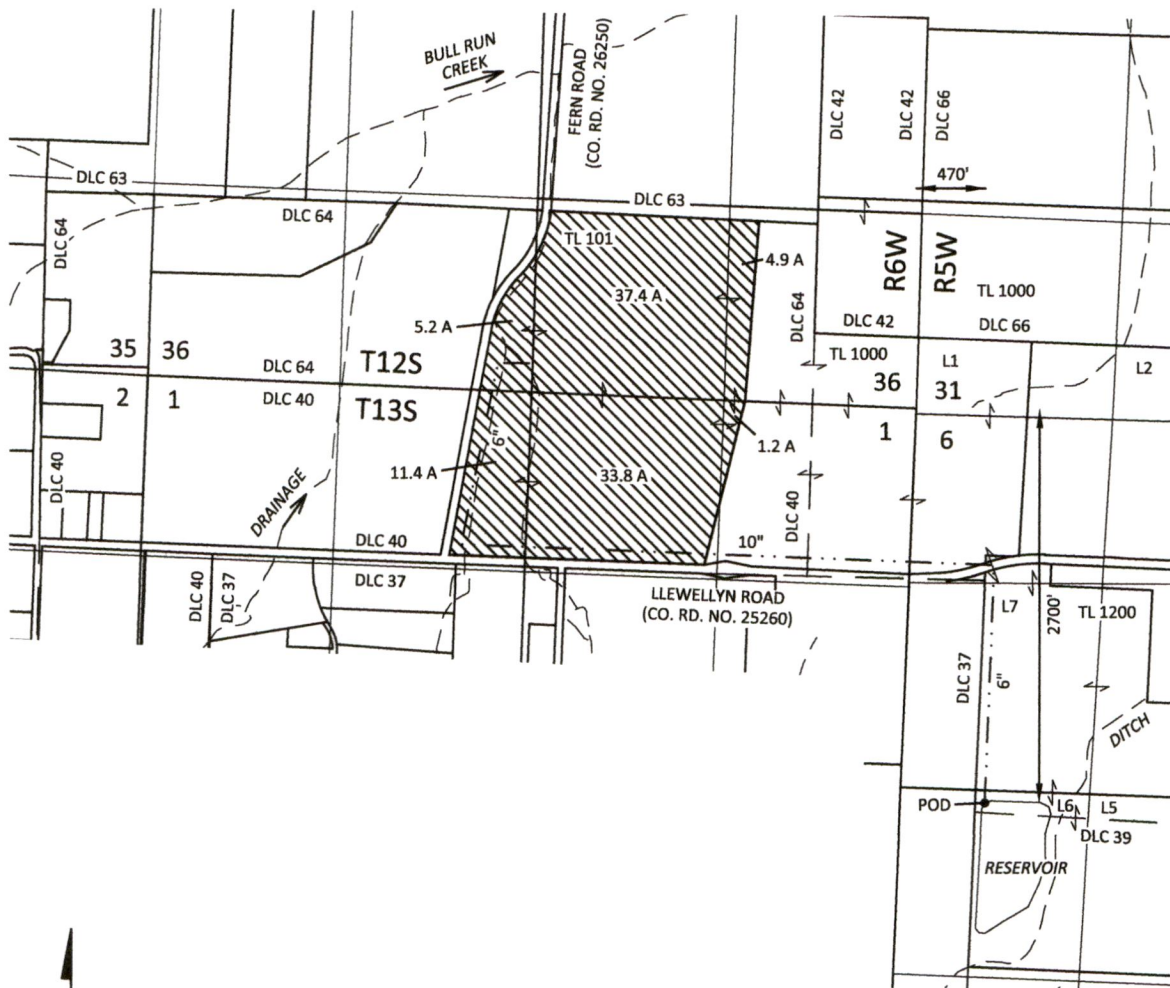 BULL RUN
CREEK
FERN ROAD
(CO. RD. NO. 26250)
DLC 42
DLC 42
DLC 66
470'
DLC 63
DLC 63
DLC 64
DLC 64
TL 101
4.9 A
R6W
R5W
37.4 A
TL 1000
5.2 A
DLC 64
DLC 42
DLC 66
35
36
DLC 64
T12S
TL 1000
36
L1
31
L2
2
1
DLC 40
T13S
1
6
6"
1.2 A
11.4 A
33.8 A
DLC 40
DRAINAGE
DLC 40
10"
DLC 40
DLC 40
DLC 37
DLC 37
LLEWELLYN ROAD
(CO. RD. NO. 25260)
L7
TL 1200
2700'
DLC 37
6"
DITCH
POD
L6
L5
DLC 39
RESERVOIR